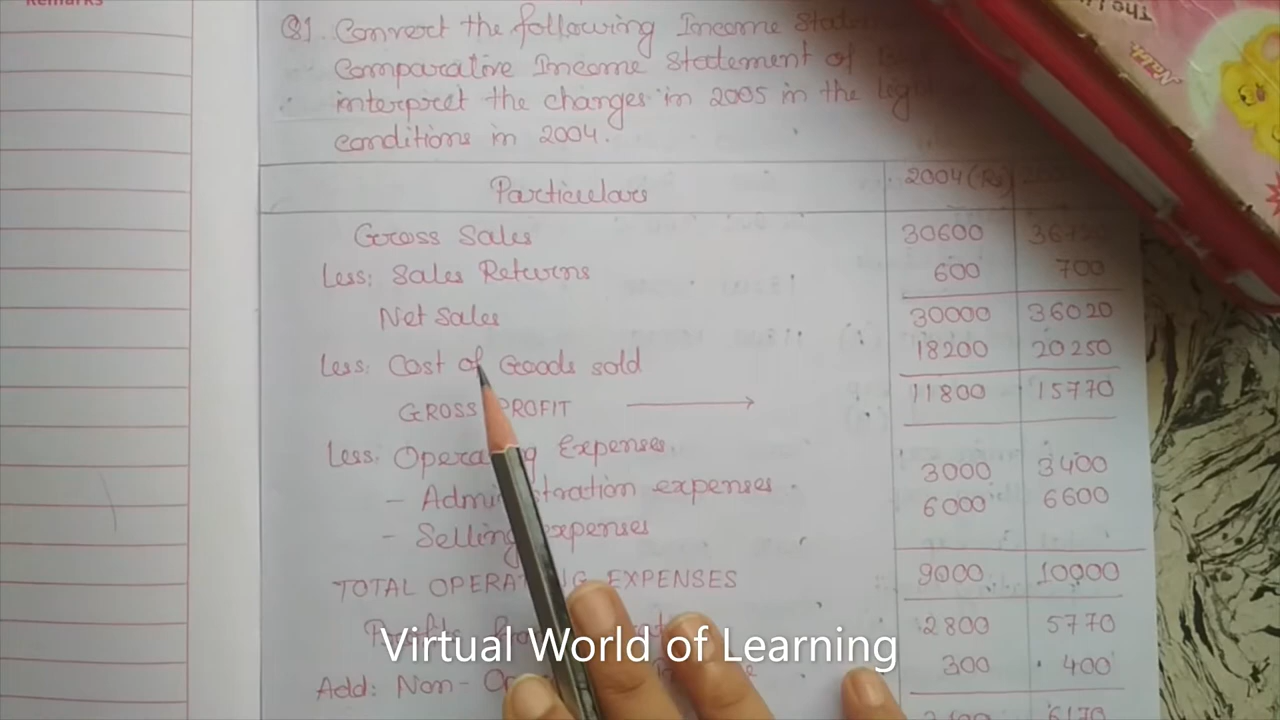 Remarks
Q1. Convert the following Income
Comparative Income Statement of
interpret the changes in 2005 in the
conditions in 2004.
Particulars 2004 (Rs)
Gross Sales 30600
Less: Sales Returns 600 700
Net Sales 30000 36020
Less: Cost of Goods sold 18200 20250
GROSS PROFIT 11800 15770
Less: Operating Expenses
- Administration expenses 3000 3400
- Selling expenses 6000 6600
TOTAL OPERATING EXPENSES 9000 10000
2800 5770
Add: Non- 300 400
6170
Virtual World of Learning